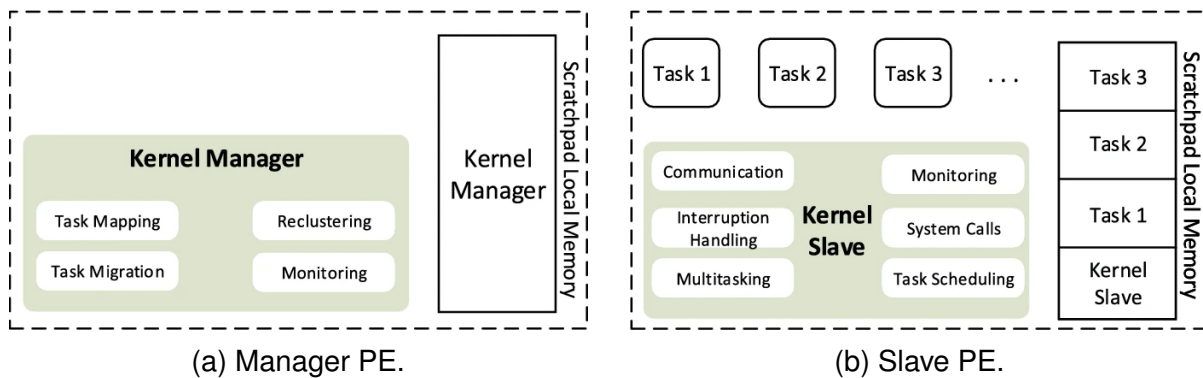 Kernel Manager
Task Mapping
Reclustering
Task Migration
Monitoring
Kernel
Manager
Scratchpad Local Memory
(a) Manager PE.
Task 1
Task 2
Task 3
. . .
Communication
Monitoring
Interruption
Handling
Kernel
Slave
System Calls
Multitasking
Task Scheduling
Task 3
Task 2
Task 1
Kernel
Slave
Scratchpad Local Memory
(b) Slave PE.